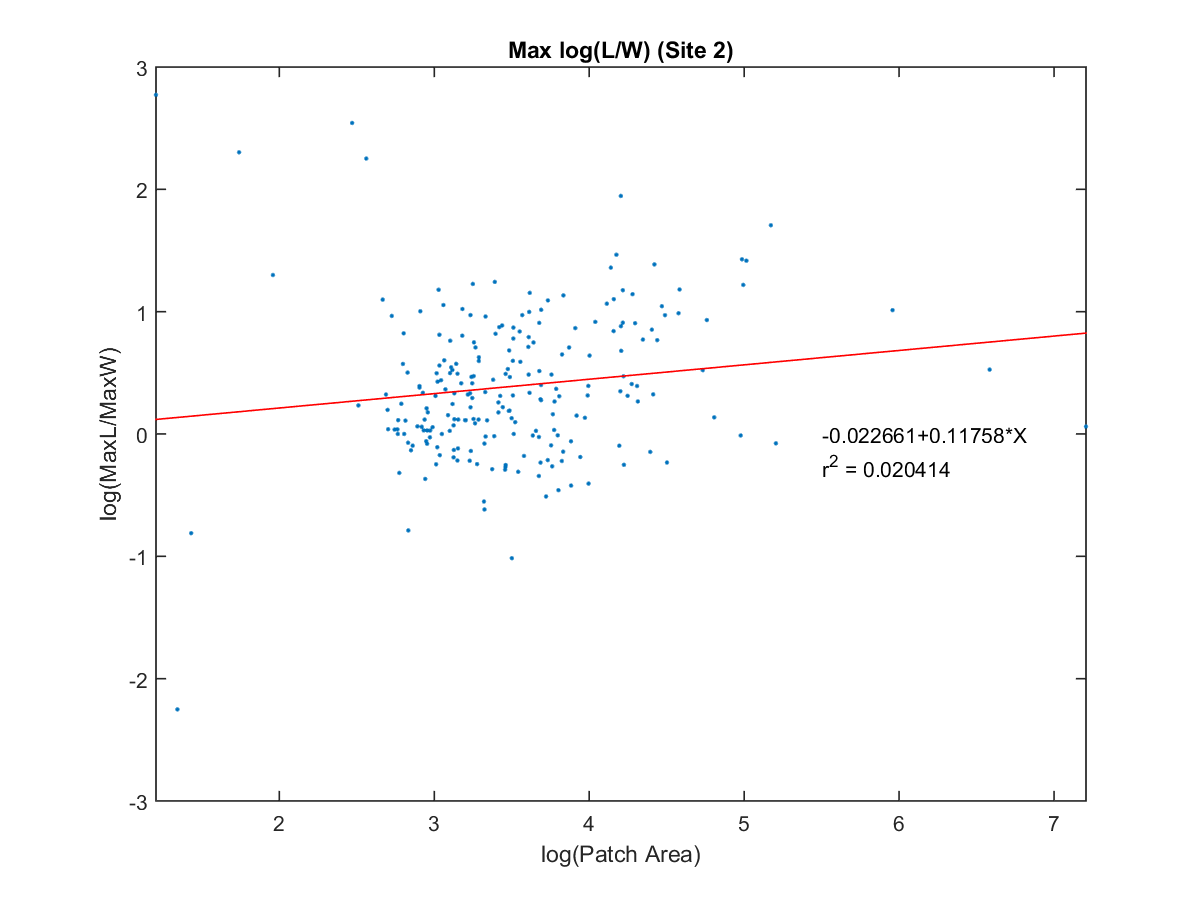 Max log(L/W) (Site 2)
3
2
1
0
-1
-2
-3
log(MaxL/MaxW)
-0.022661+0.11758*X
r² = 0.020414
2 3 4 5 6 7
log(Patch Area)